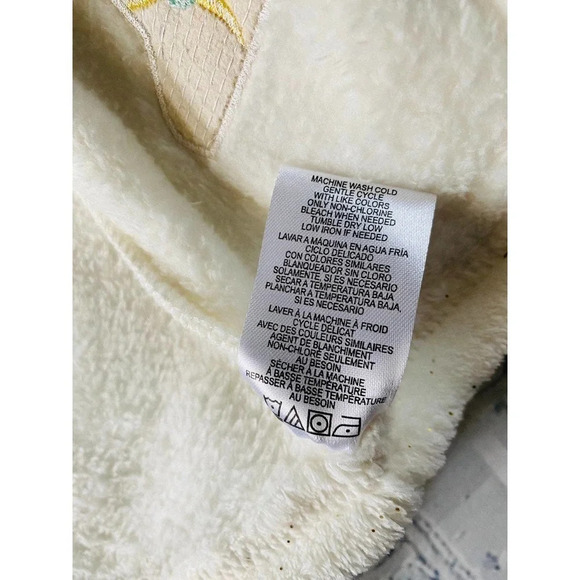 MACHINE WASH COLD
GENTLE CYCLE
WITH LIKE COLORS
ONLY NON-CHLORINE
BLEACH WHEN NEEDED
TUMBLE DRY LOW
LOW IRON IF NEEDED
LAVAR A MÁQUINA EN AGUA FRÍA
CICLO DELICADO
CON COLORES SIMILARES
BLANQUEADOR SIN CLORO
SOLAMENTE, SI ES NECESARIO
SECAR A TEMPERATURA BAJA
PLANCHAR A TEMPERATURA BAJA,
SI ES NECESARIO
LAVER À LA MACHINE À FROID
CYCLE DÉLICAT
AVEC DES COULEURS SIMILAIRES
AGENT DE BLANCHIMENT
NON-CHLORÉ SEULEMENT
AU BESOIN
SÉCHER À LA MACHINE
À BASSE TEMPÉRATURE
REPASSER À BASSE TEMPÉRATURE
AU BESOIN